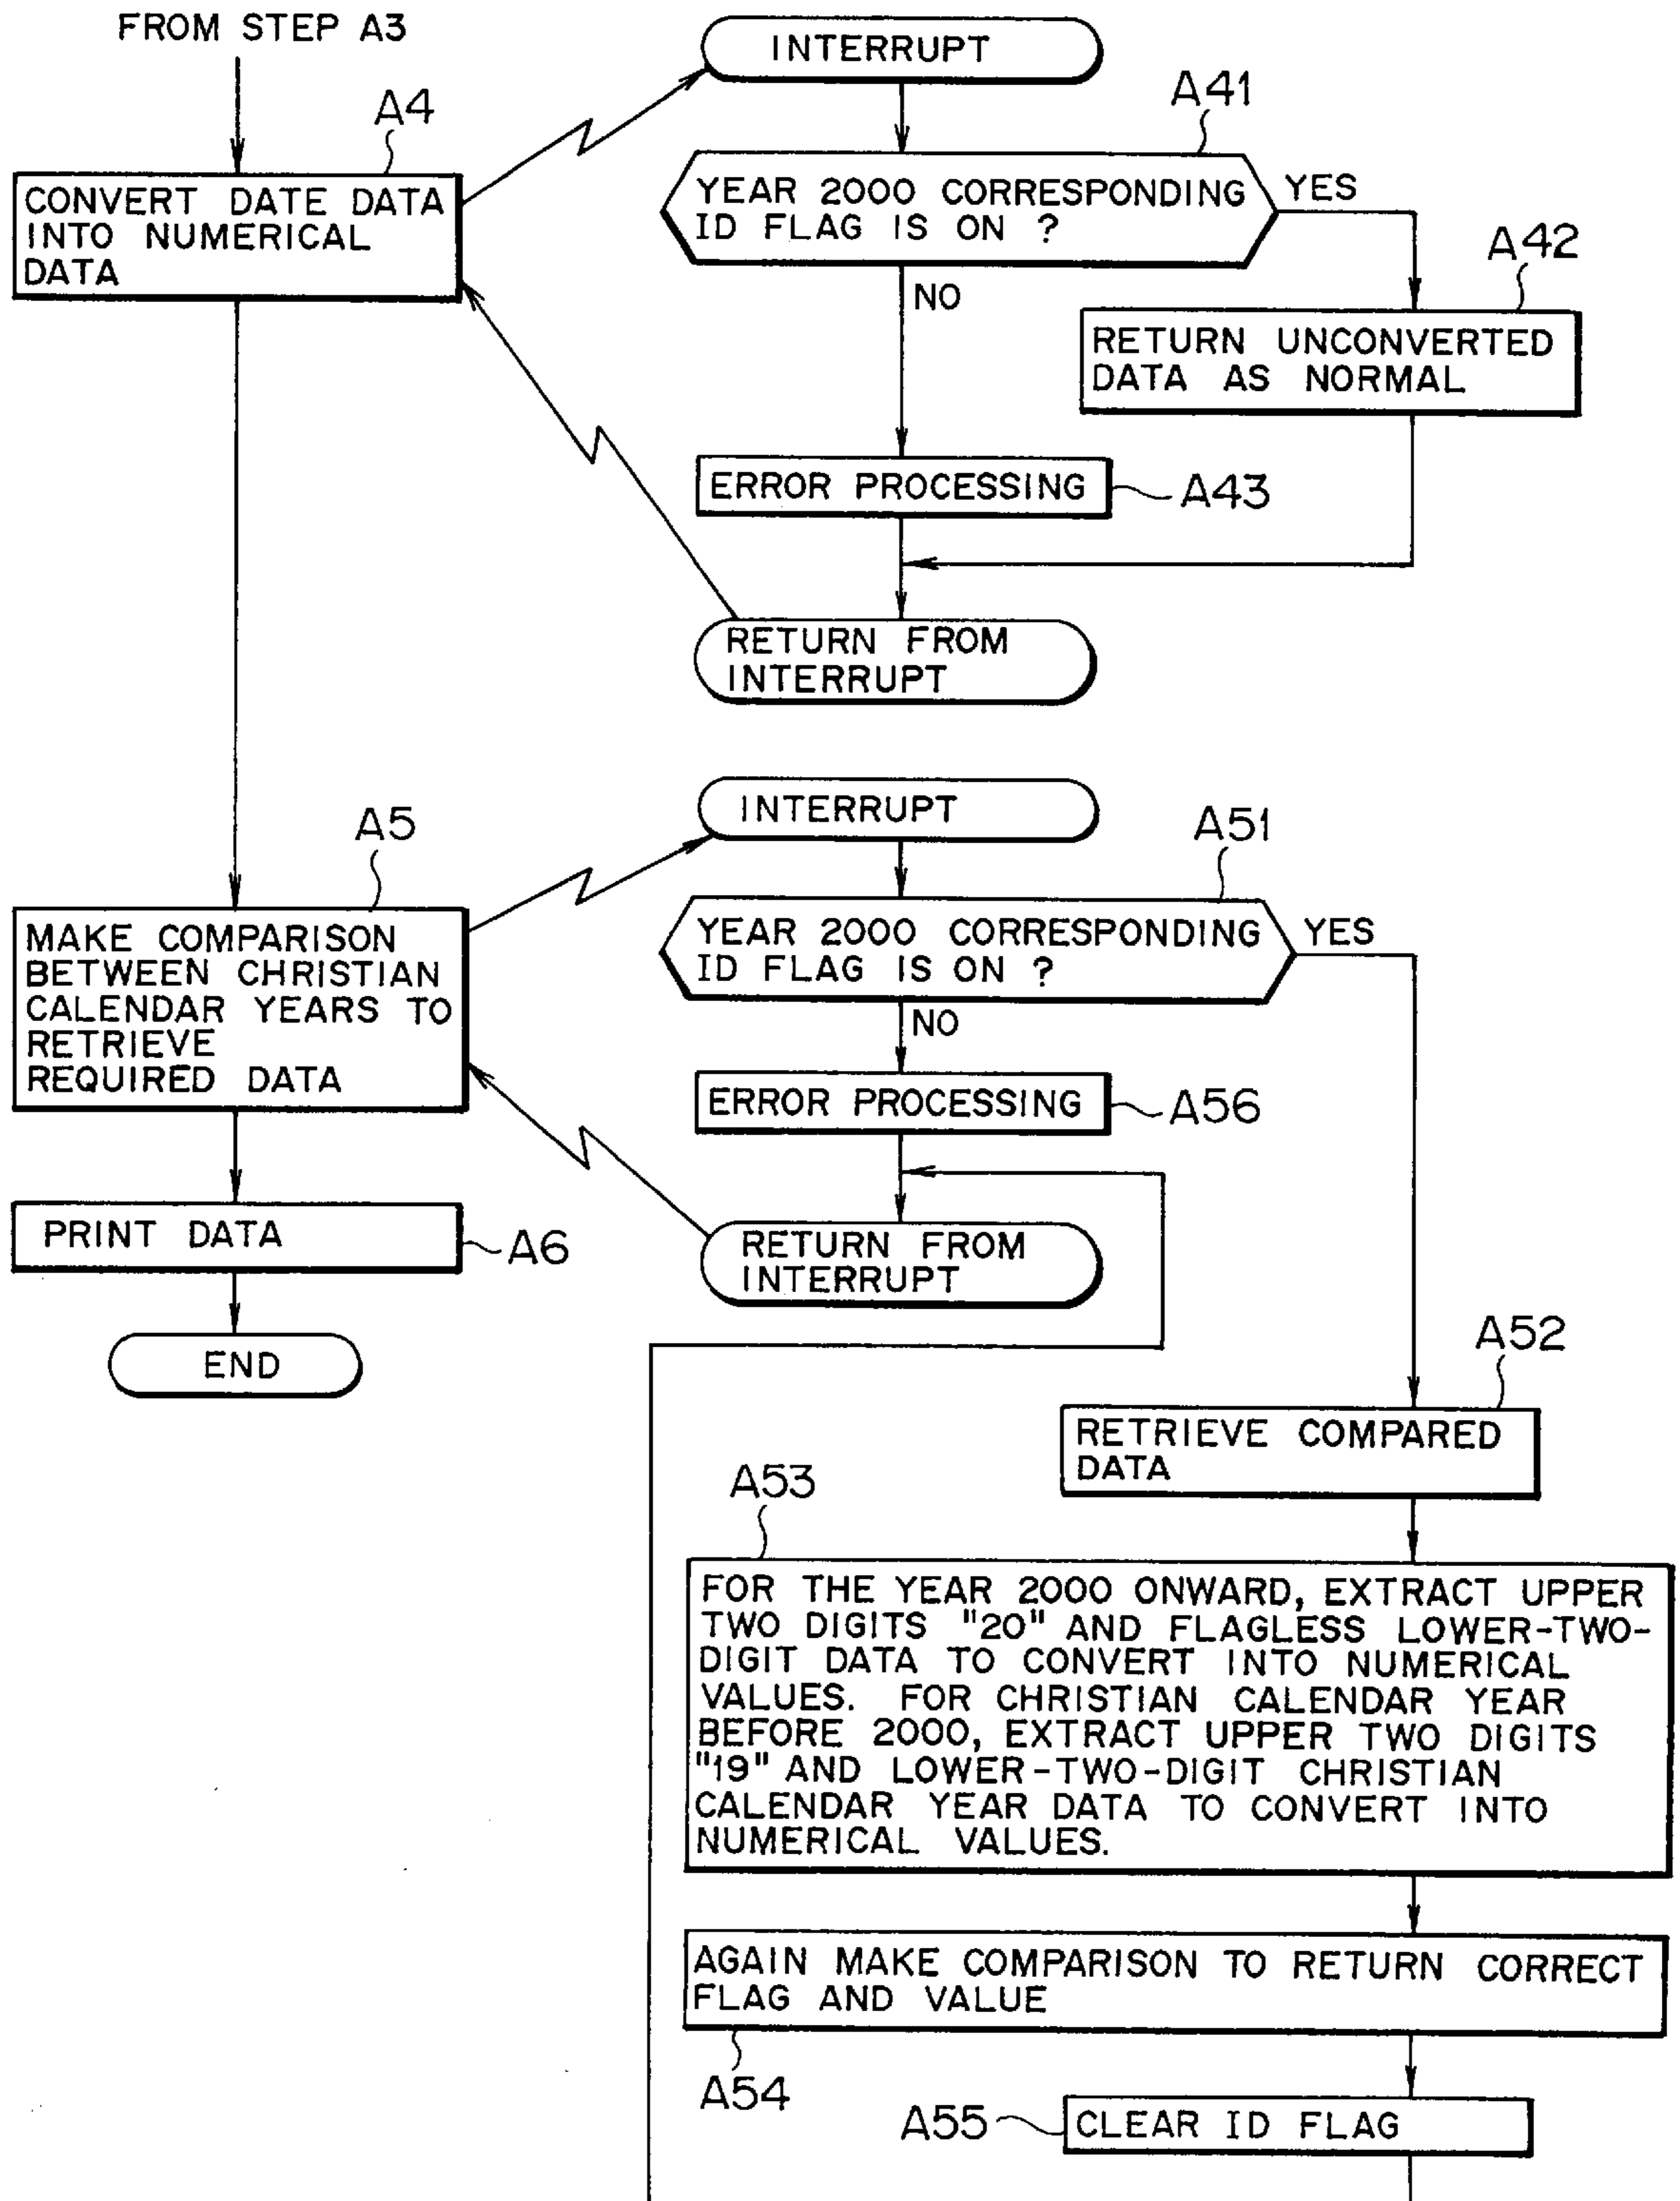 FROM STEP A3
A4
CONVERT DATE DATA
INTO NUMERICAL
DATA
INTERRUPT
A41
YEAR 2000 CORRESPONDING
ID FLAG IS ON ?
YES
NO
A42
RETURN UNCONVERTED
DATA AS NORMAL
ERROR PROCESSING
A43
RETURN FROM
INTERRUPT
A5
MAKE COMPARISON
BETWEEN CHRISTIAN
CALENDAR YEARS TO
RETRIEVE
REQUIRED DATA
INTERRUPT
A51
YEAR 2000 CORRESPONDING
ID FLAG IS ON ?
YES
NO
ERROR PROCESSING
A56
RETURN FROM
INTERRUPT
PRINT DATA
A6
END
A52
RETRIEVE COMPARED
DATA
A53
FOR THE YEAR 2000 ONWARD, EXTRACT UPPER
TWO DIGITS "20" AND FLAGLESS LOWER-TWO-
DIGIT DATA TO CONVERT INTO NUMERICAL
VALUES. FOR CHRISTIAN CALENDAR YEAR
BEFORE 2000, EXTRACT UPPER TWO DIGITS
"19" AND LOWER-TWO-DIGIT CHRISTIAN
CALENDAR YEAR DATA TO CONVERT INTO
NUMERICAL VALUES.
AGAIN MAKE COMPARISON TO RETURN CORRECT
FLAG AND VALUE
A54
A55
CLEAR ID FLAG